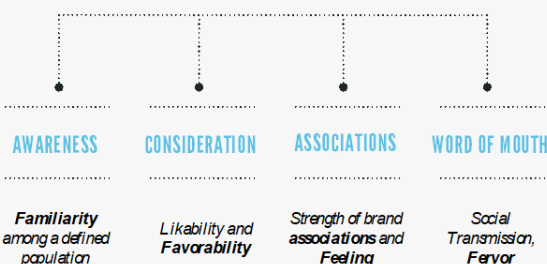 AWARENESS
CONSIDERATION
ASSOCIATIONS
WORD OF MOUTH
Familiarity
among a defined
population
Likability and
Favorability
Strength of brand
associations and
Feeling
Social
Transmission,
Fervor